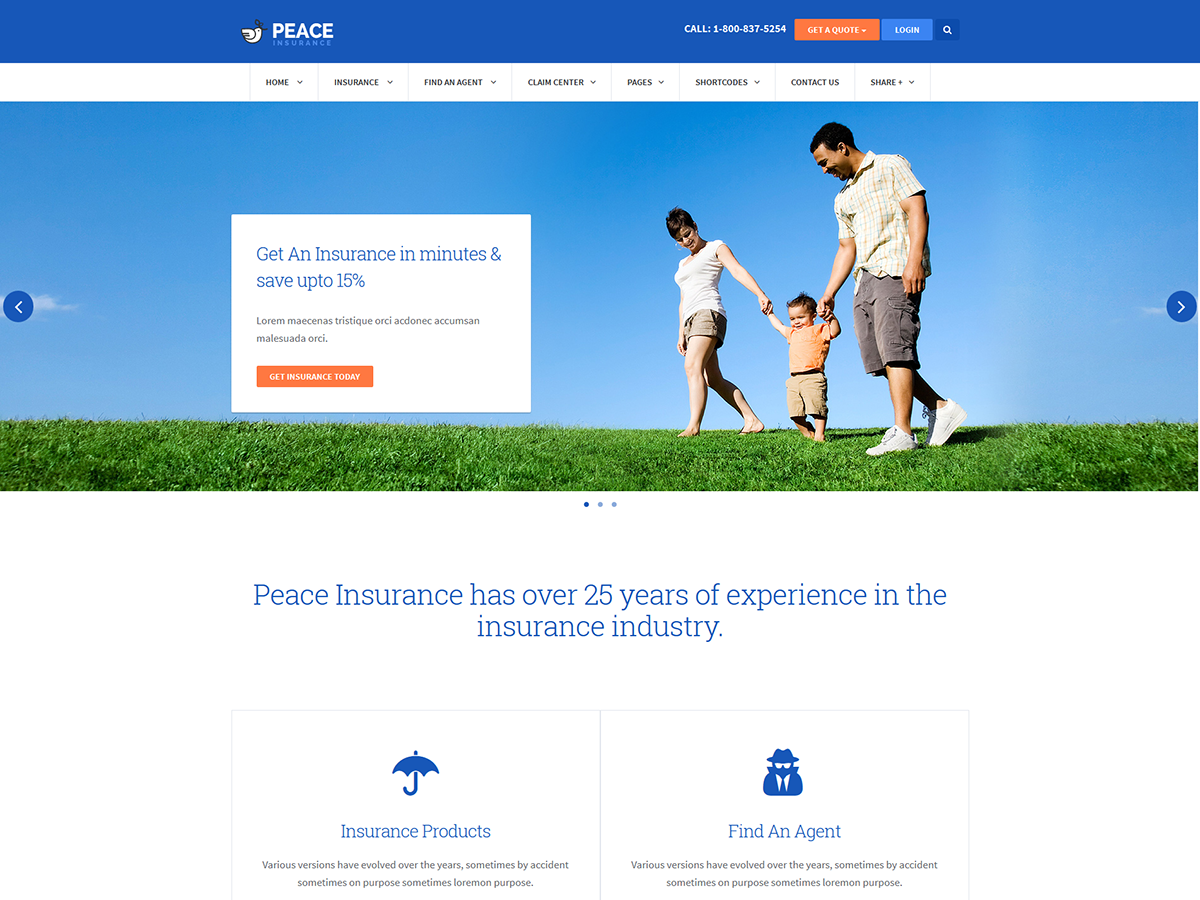 PEACE
INSURANCE
CALL: 1-800-837-5254
GET A QUOTE
LOGIN
HOME
INSURANCE
FIND AN AGENT
CLAIM CENTER
PAGES
SHORTCODES
CONTACT US
SHARE +
Get An Insurance in minutes &
save upto 15%
Lorem maecenas tristique orci acdonec accumsan
malesuada orci.
GET INSURANCE TODAY
Peace Insurance has over 25 years of experience in the
insurance industry.
Insurance Products
Various versions have evolved over the years, sometimes by accident
sometimes on purpose sometimes loremon purpose.
Find An Agent
Various versions have evolved over the years, sometimes by accident
sometimes on purpose sometimes loremon purpose.